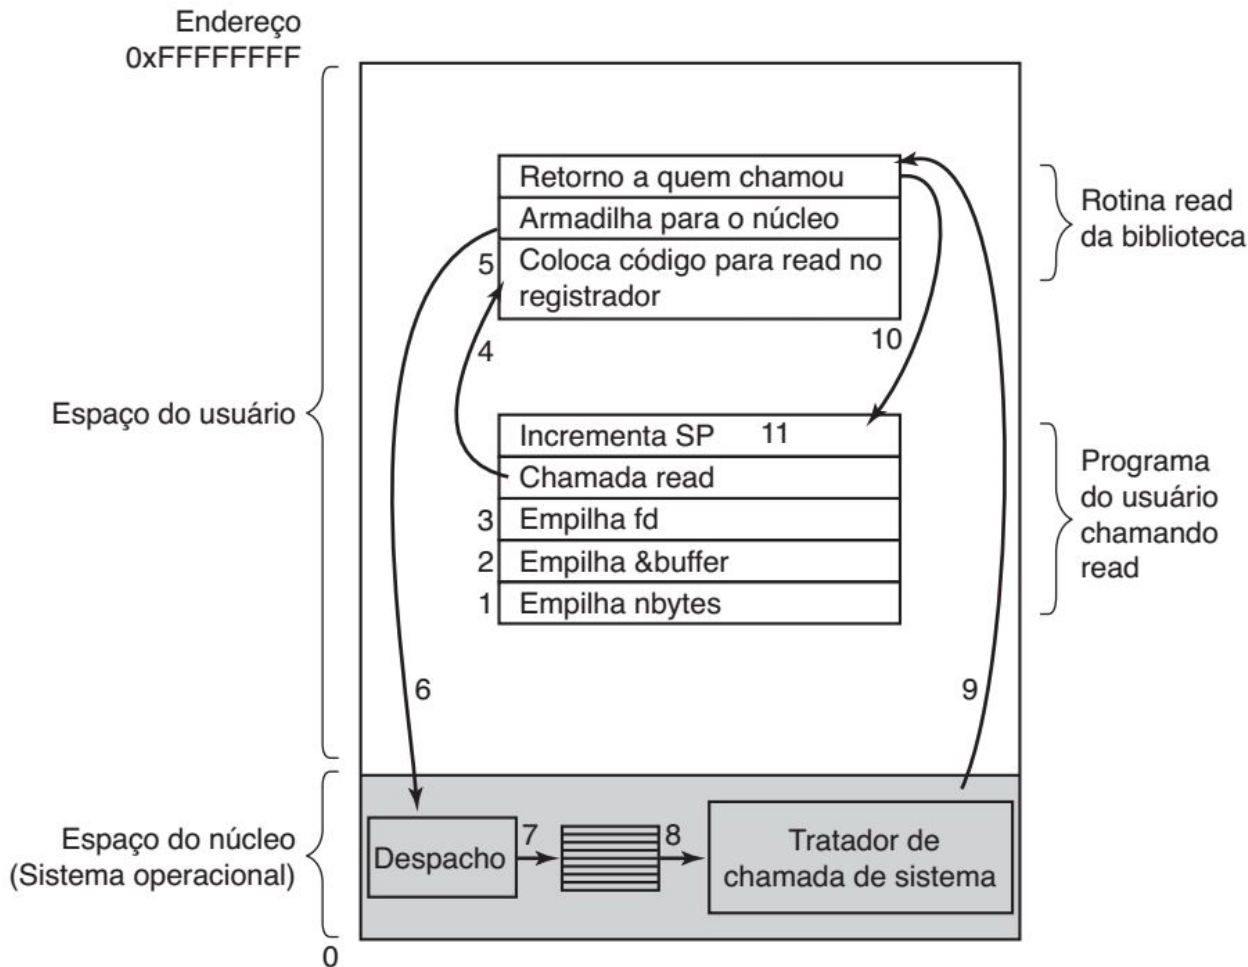 Endereço
0xFFFFFFFF
Retorno a quem chamou
Armadilha para o núcleo
5 Coloca código para read no
registrador
Rotina read
da biblioteca
4
10
Espaço do usuário
Incrementa SP 11
Chamada read
3 Empilha fd
2 Empilha &buffer
1 Empilha nbytes
Programa
do usuário
chamando
read
6
9
Espaço do núcleo
(Sistema operacional)
Despacho
7
8
Tratador de
chamada de sistema
0